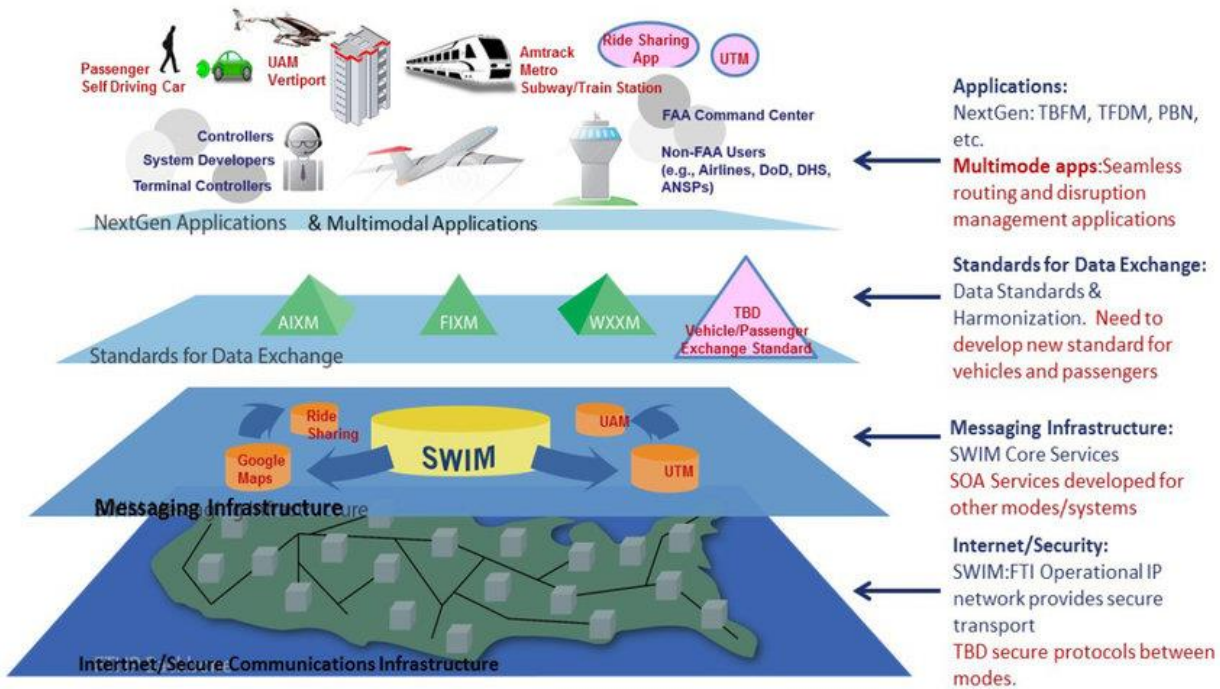 Passenger
Self Driving Car
UAM
Vertiport
Amtrack
Metro
Subway/Train Station
Ride Sharing
App
UTM
Controllers
System Developers
Terminal Controllers
FAA Command Center
Non-FAA Users
(e.g., Airlines, DoD, DHS,
ANSPs)
NextGen Applications & Multimodal Applications
Applications:
NextGen: TBFM, TFDM, PBN,
etc.
Multimode apps:Seamless
routing and disruption
management applications
AIXM
FIXM
WXXM
TBD
Vehicle/Passenger
Exchange Standard
Standards for Data Exchange
Standards for Data Exchange:
Data Standards &
Harmonization. Need to
develop new standard for
vehicles and passengers
Ride
Sharing
Google
Maps
SWIM
UAM
UTM
Messaging Infrastructure
Messaging Infrastructure:
SWIM Core Services
SOA Services developed for
other modes/systems
Internet/Secure Communications Infrastructure
Internet/Security:
SWIM:FTI Operational IP
network provides secure
transport
TBD secure protocols between
modes.